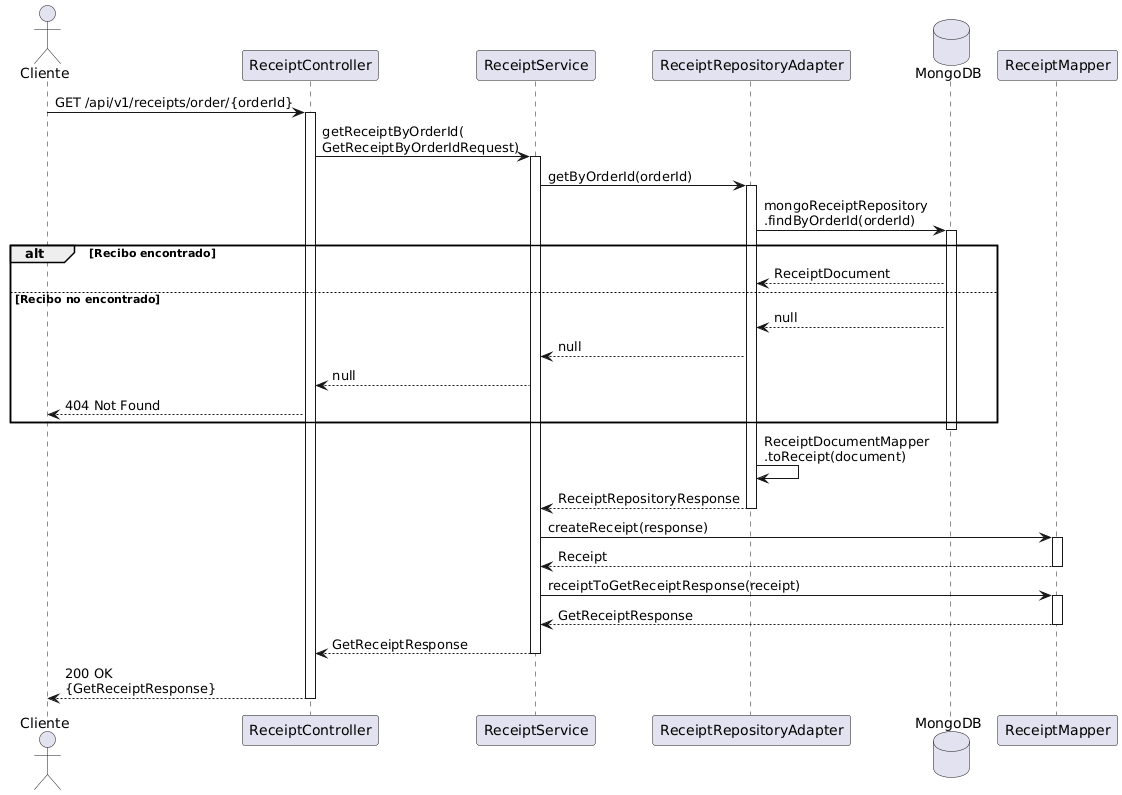 Cliente
ReceiptController
ReceiptService
ReceiptRepositoryAdapter
MongoDB
ReceiptMapper
GET /api/v1/receipts/order/{orderId}
getReceiptByOrderId(
GetReceiptByOrderIdRequest)
getByOrderId(orderId)
mongoReceiptRepository
.findByOrderId(orderId)
alt
[Recibo encontrado]
ReceiptDocument
[Recibo no encontrado]
null
null
null
404 Not Found
ReceiptDocumentMapper
.toReceipt(document)
ReceiptRepositoryResponse
createReceipt(response)
Receipt
receiptToGetReceiptResponse(receipt)
GetReceiptResponse
GetReceiptResponse
200 OK
{GetReceiptResponse}
Cliente
ReceiptController
ReceiptService
ReceiptRepositoryAdapter
MongoDB
ReceiptMapper